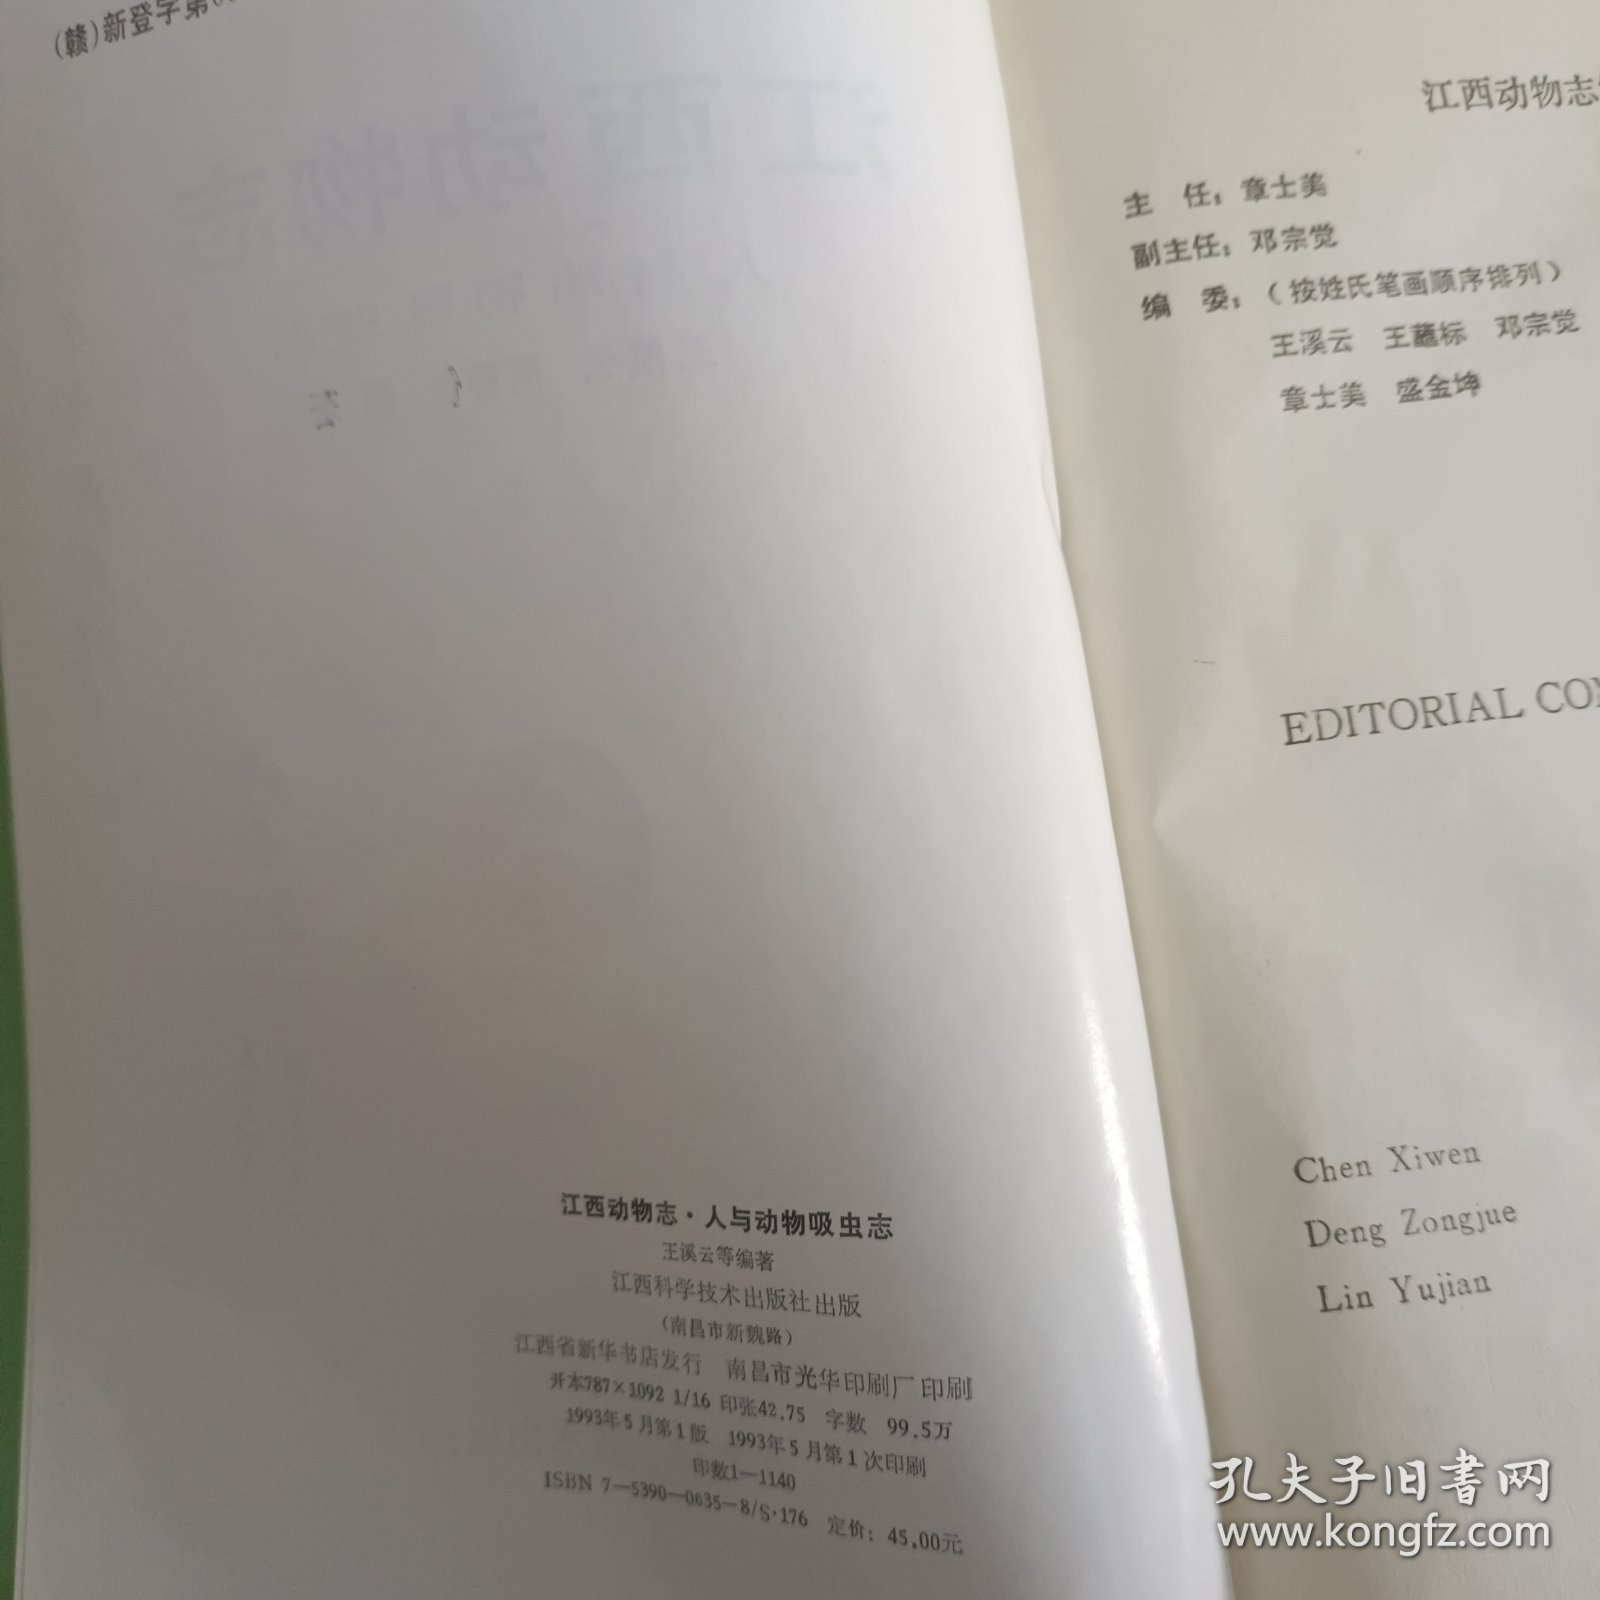 (赣)新登字第
江西动物志·人与动物吸虫志
王溪云等编著
江西科学技术出版社出版
(南昌市新魏路)
江西省新华书店发行 南昌市光华印刷厂印刷
开本787×1092 1/16 印张42.75 字数 99.5万
1993年5月第1版 1993年5月第1次印刷
印数1—1140
ISBN 7—5390—0635—8/S·176 定价: 45.00元
江西动物志
主 任: 章士美
副主任: 邓宗觉
编 委: (按姓氏笔画顺序排列)
王溪云 王蘊标 邓宗觉
章士美 盛金坤
EDITORIAL COM
Chen Xiwen
Deng Zongjue
Lin Yujian
孔夫子旧书网
www.kongfz.com